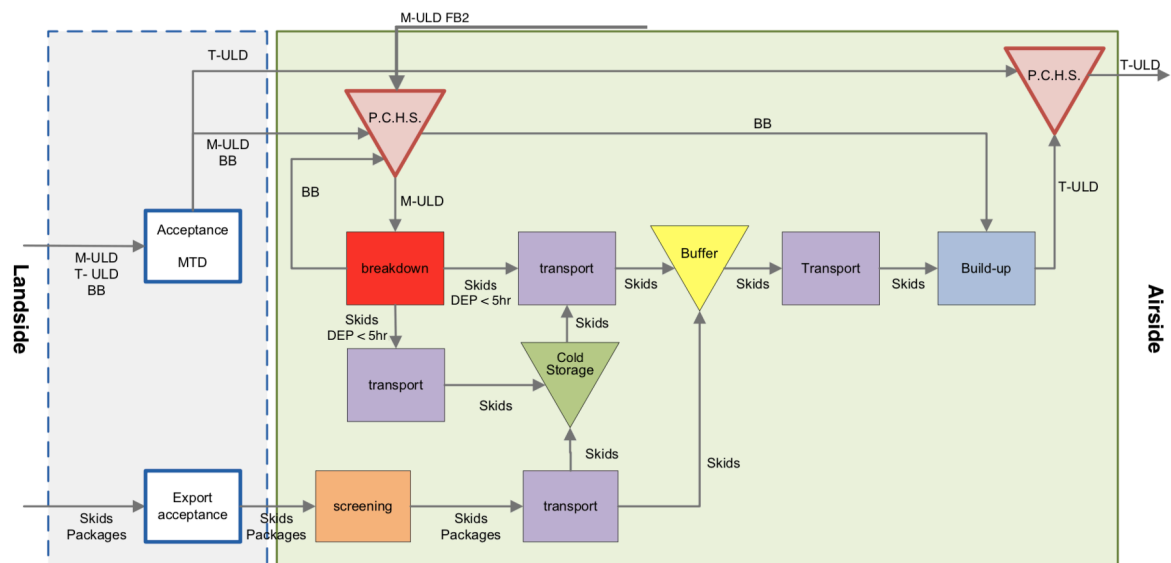 M-ULD FB2
T-ULD
P.C.H.S.
T-ULD
P.C.H.S.
M-ULD
BB
BB
BB
M-ULD
T-ULD
Acceptance
MTD
M-ULD
T- ULD
BB
breakdown
Skids
DEP < 5hr
transport
Skids
Buffer
Skids
Transport
Skids
Build-up
Landside
Airside
Skids
DEP < 5hr
transport
Skids
Skids
Cold
Storage
Skids
Skids
Skids
Packages
Export
acceptance
Skids
Packages
screening
Skids
Packages
transport